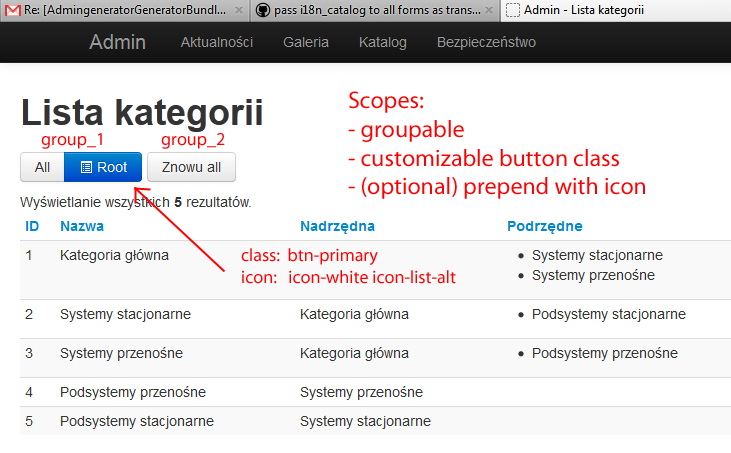 Re: [AdmingeneratorGeneratorBundl... × pass i18n_catalog to all forms as trans... × Admin - Lista kategorii
Admin Aktualności Galeria Katalog Bezpieczeństwo
Lista kategorii
group_1 group_2
All Root Znowu all
Scopes:
- groupable
- customizable button class
- (optional) prepend with icon
Wyświetlanie wszystkich 5 rezultatów.
ID Nazwa Nadrzędna Podrzędne
1 Kategoria główna • Systemy stacjonarne
• Systemy przenośne
class: btn-primary
icon: icon-white icon-list-alt
2 Systemy stacjonarne Kategoria główna • Podsystemy stacjonarne
3 Systemy przenośne Kategoria główna • Podsystemy przenośne
4 Podsystemy przenośne Systemy przenośne
5 Podsystemy stacjonarne Systemy stacjonarne